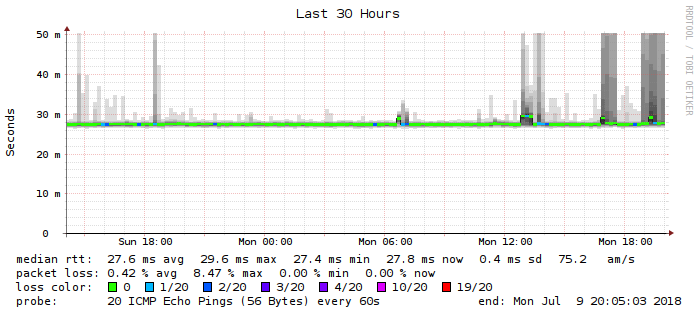 Last 30 Hours
RRDTOOL / TOBI OETIKER
Seconds
50 m
40 m
30 m
20 m
10 m
0
Sun 18:00 Mon 00:00 Mon 06:00 Mon 12:00 Mon 18:00
median rtt: 27.6 ms avg 29.6 ms max 27.4 ms min 27.8 ms now 0.4 ms sd 75.2 am/s
packet loss: 0.42 % avg 8.47 % max 0.00 % min 0.00 % now
loss color: 0 1/20 2/20 3/20 4/20 10/20 19/20
probe: 20 ICMP Echo Pings (56 Bytes) every 60s end: Mon Jul 9 20:05:03 2018